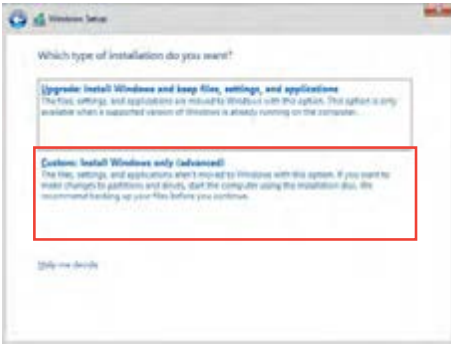 Windows Setup
Which type of installation do you want?
Upgrade: Install Windows and keep files, settings, and applications
The files, settings, and applications are moved to Windows with this option. This option is only
available when a supported version of Windows is already running on the computer.
Custom: Install Windows only (advanced)
The files, settings, and applications aren't moved to Windows with this option. If you want to
make changes to partitions and drives, start the computer using the installation disc. We
recommend backing up your files before you continue.
Help me decide